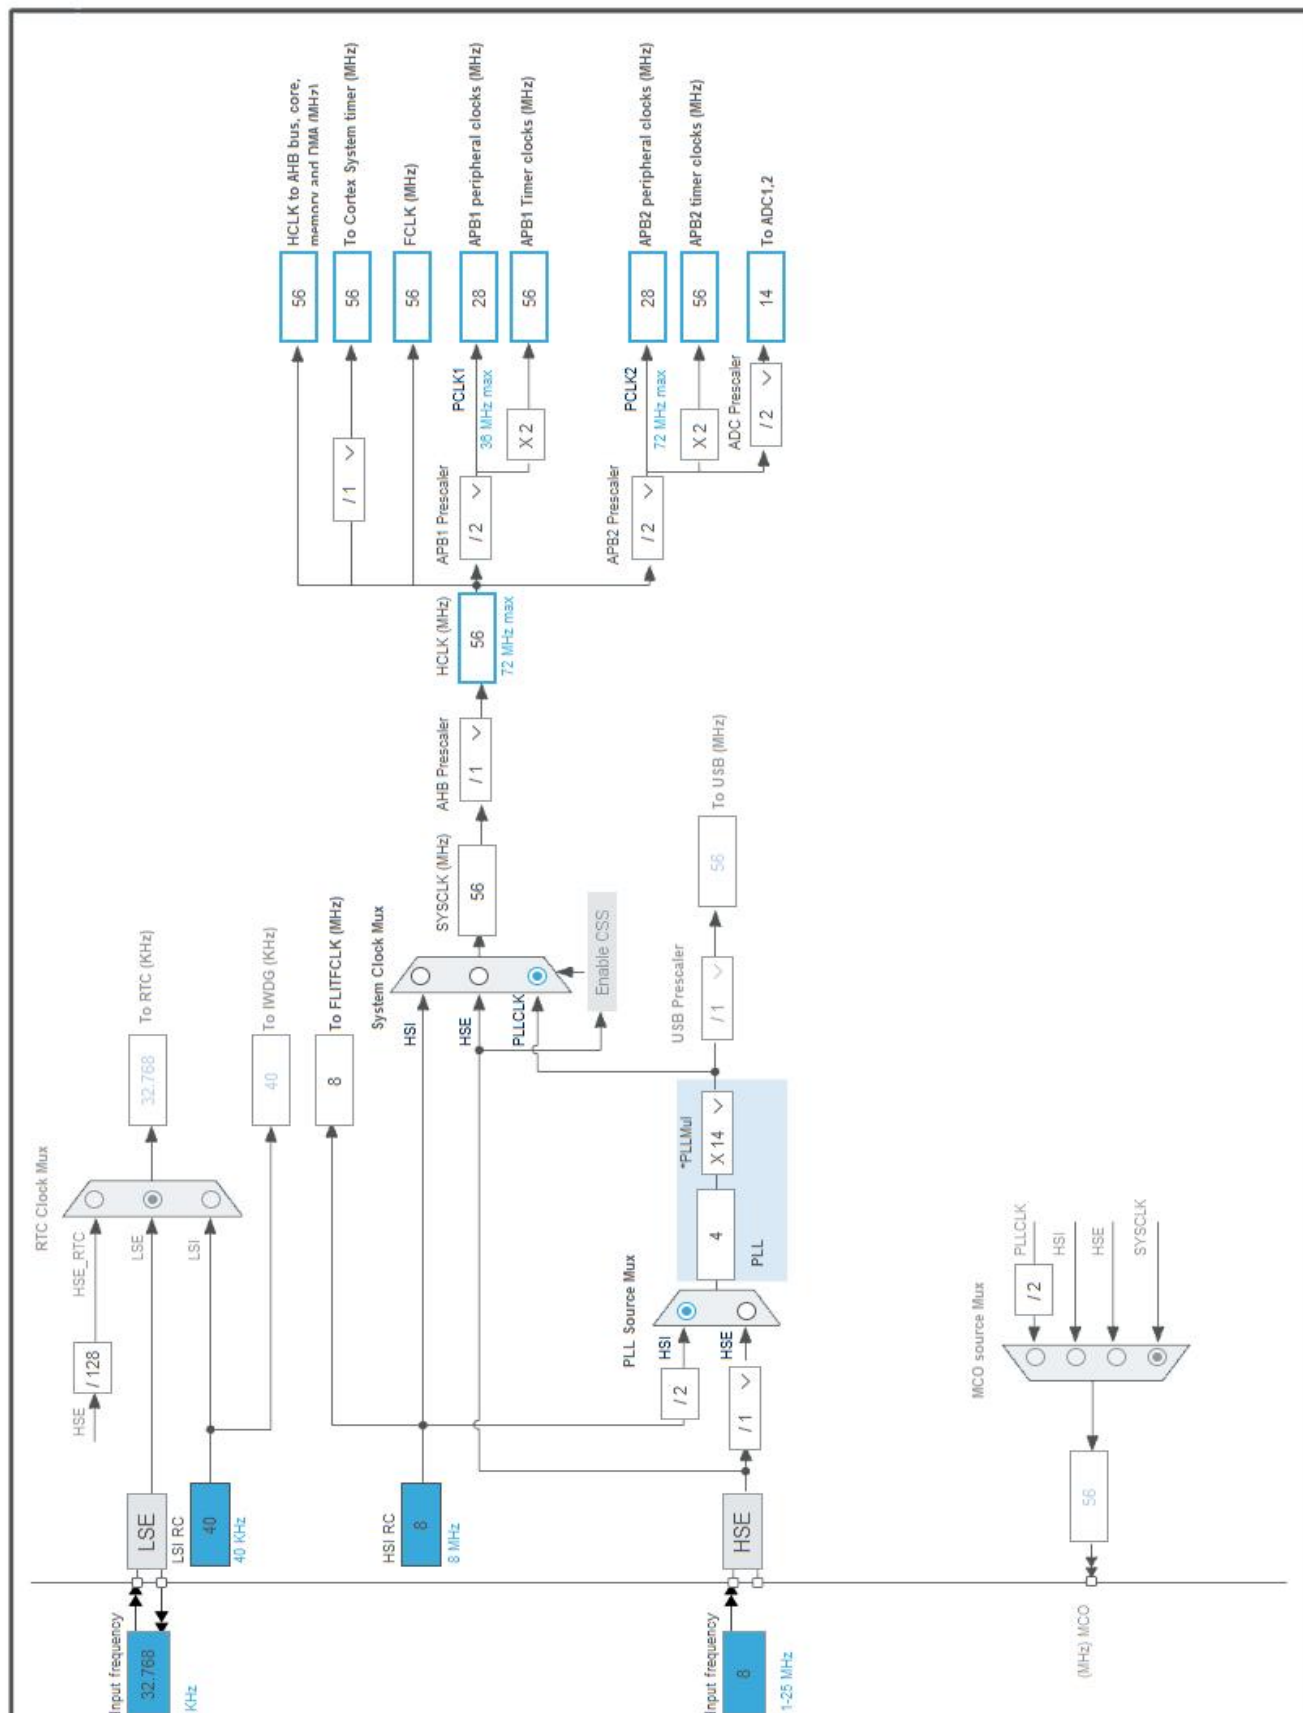 RTC Clock Mux
HSE
/ 128
HSE_RTC
LSE
LSI
32.768
To RTC (KHz)
Input frequency
32.768
KHz
LSE
LSI RC
40
40 KHz
40
To IWDG (KHz)
8
To FLITFCLK (MHz)
HSI RC
8
8 MHz
System Clock Mux
HSI
HSE
PLLCLK
Enable CSS
SYSCLK (MHz)
56
AHB Prescaler
/ 1
HCLK (MHz)
56
72 MHz max
56
HCLK to AHB bus, core,
memory and DMA (MHz)
/ 1
56
To Cortex System timer (MHz)
56
FCLK (MHz)
APB1 Prescaler
/ 2
PCLK1
36 MHz max
28
APB1 peripheral clocks (MHz)
X 2
56
APB1 Timer clocks (MHz)
APB2 Prescaler
/ 2
PCLK2
72 MHz max
28
APB2 peripheral clocks (MHz)
X 2
56
APB2 timer clocks (MHz)
ADC Prescaler
/ 2
14
To ADC1,2
PLL Source Mux
HSI
/ 2
HSE
/ 1
4
*PLLMul
X 14
PLL
USB Prescaler
/ 1
56
To USB (MHz)
Input frequency
8
1-25 MHz
HSE
MCO source Mux
PLLCLK
/ 2
HSI
HSE
SYSCLK
56
(MHz) MCO